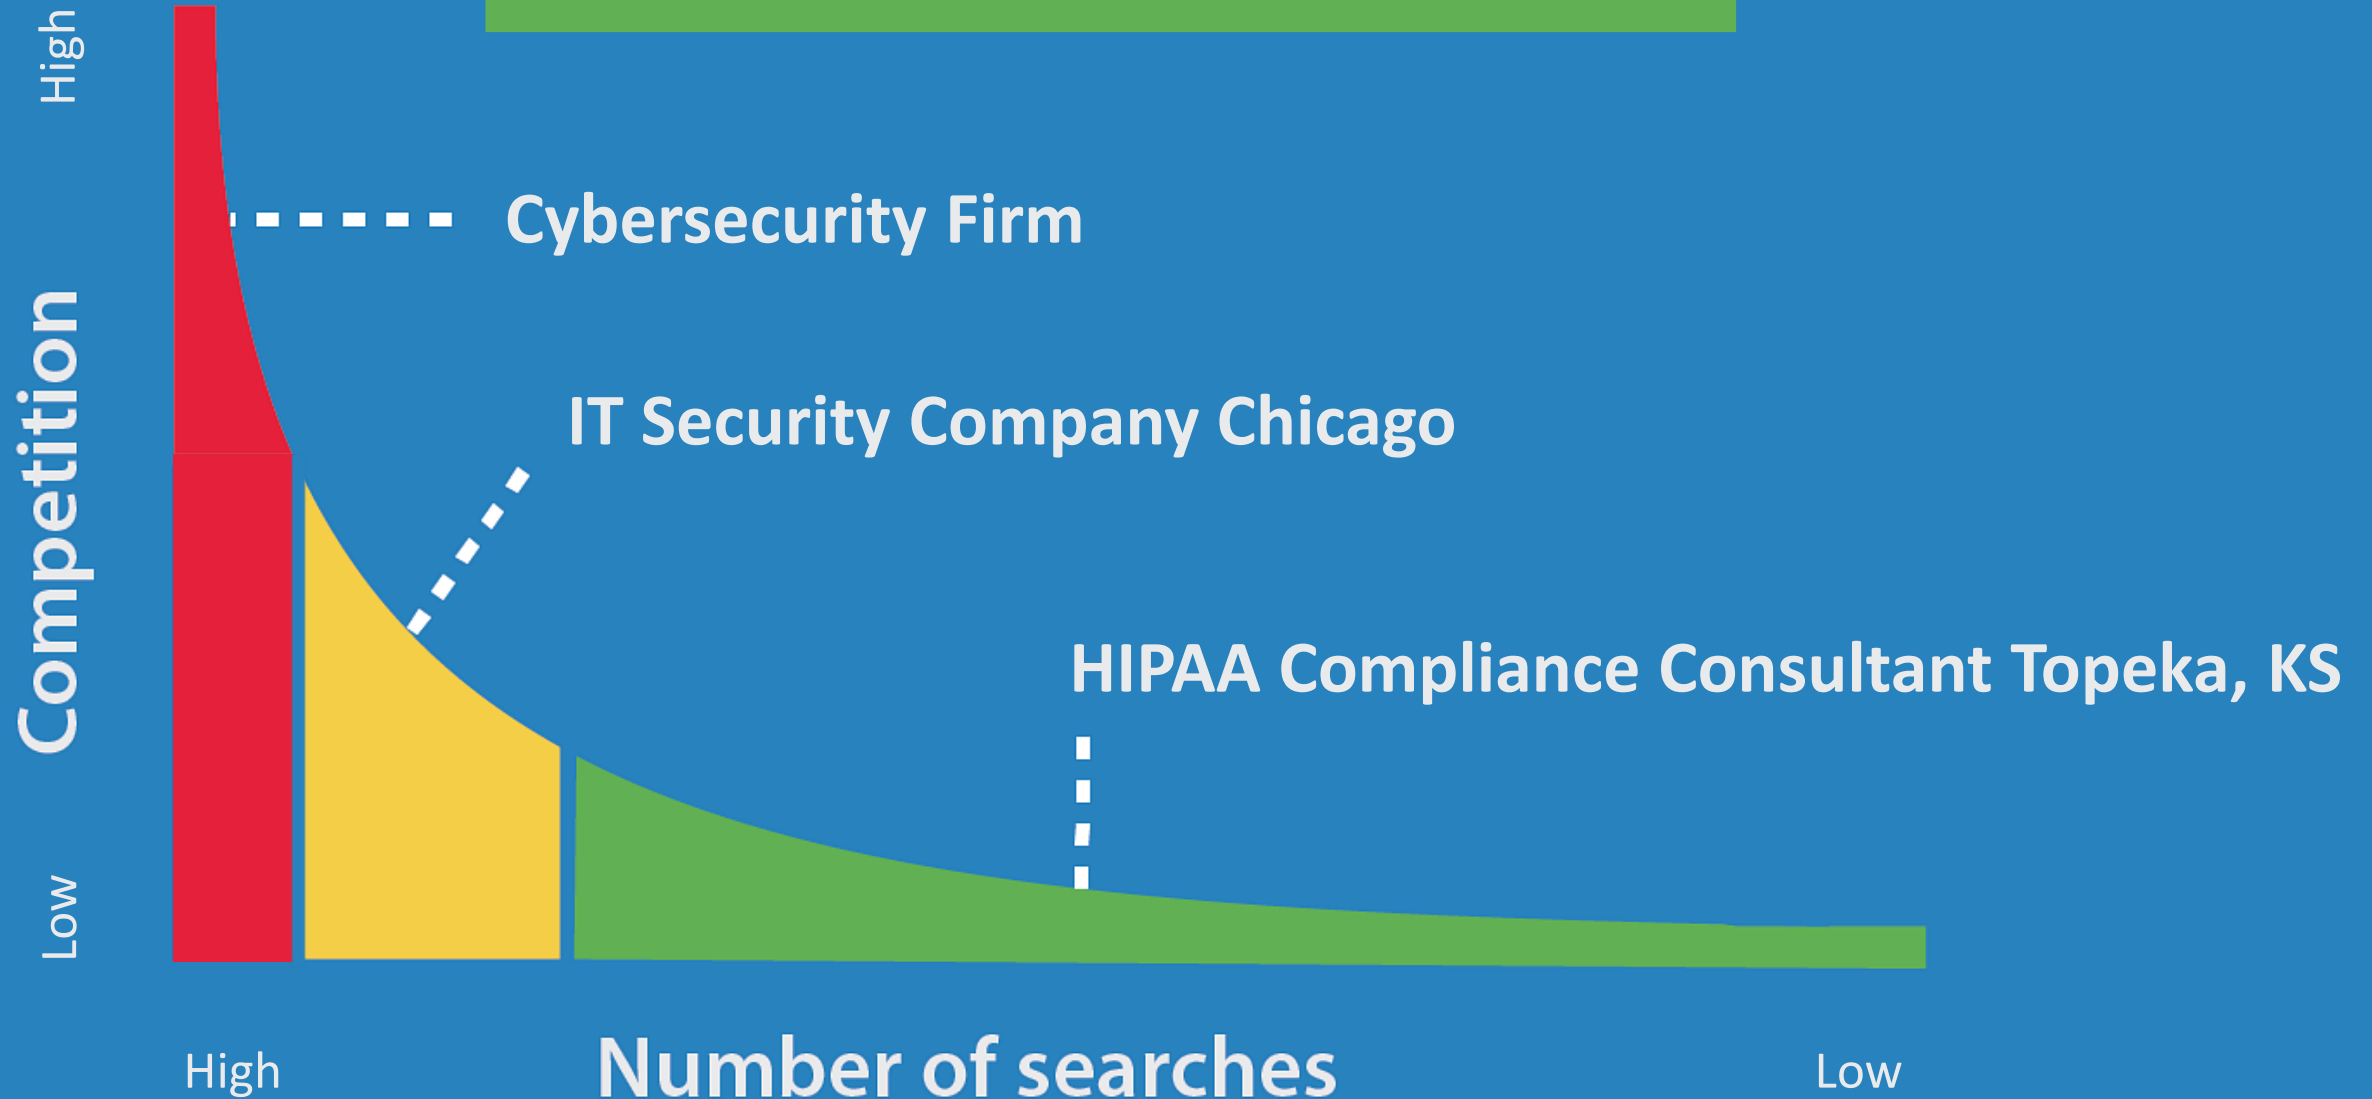 High
Cybersecurity Firm
Competition
IT Security Company Chicago
HIPAA Compliance Consultant Topeka, KS
Low
High
Number of searches
Low